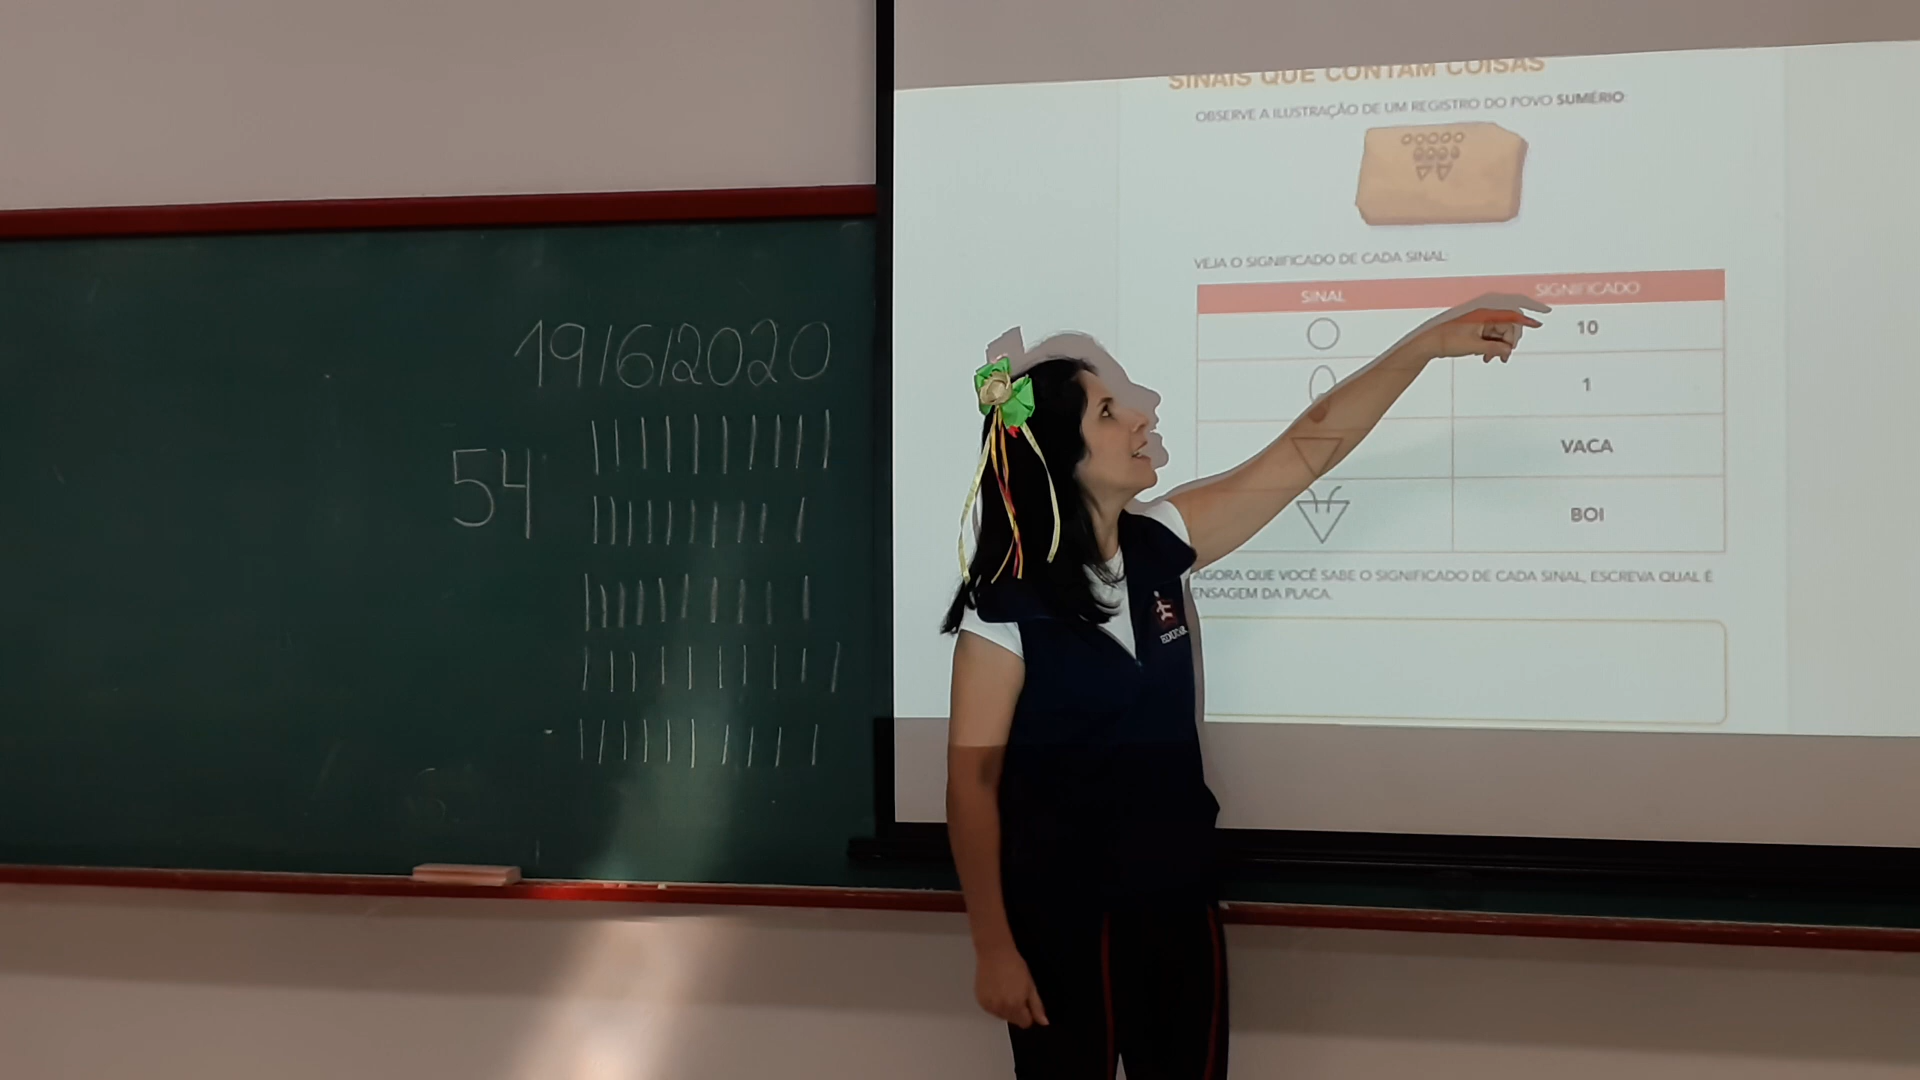 19/6/2020
54
SINAIS QUE CONTAM COISAS
OBSERVE A ILUSTRAÇÃO DE UM REGISTRO DO POVO SUMÉRIO:
VEJA O SIGNIFICADO DE CADA SINAL:
SINAL SIGNIFICADO
10
1
VACA
BOI
AGORA QUE VOCÊ SABE O SIGNIFICADO DE CADA SINAL, ESCREVA QUAL É
ENSAGEM DA PLACA.